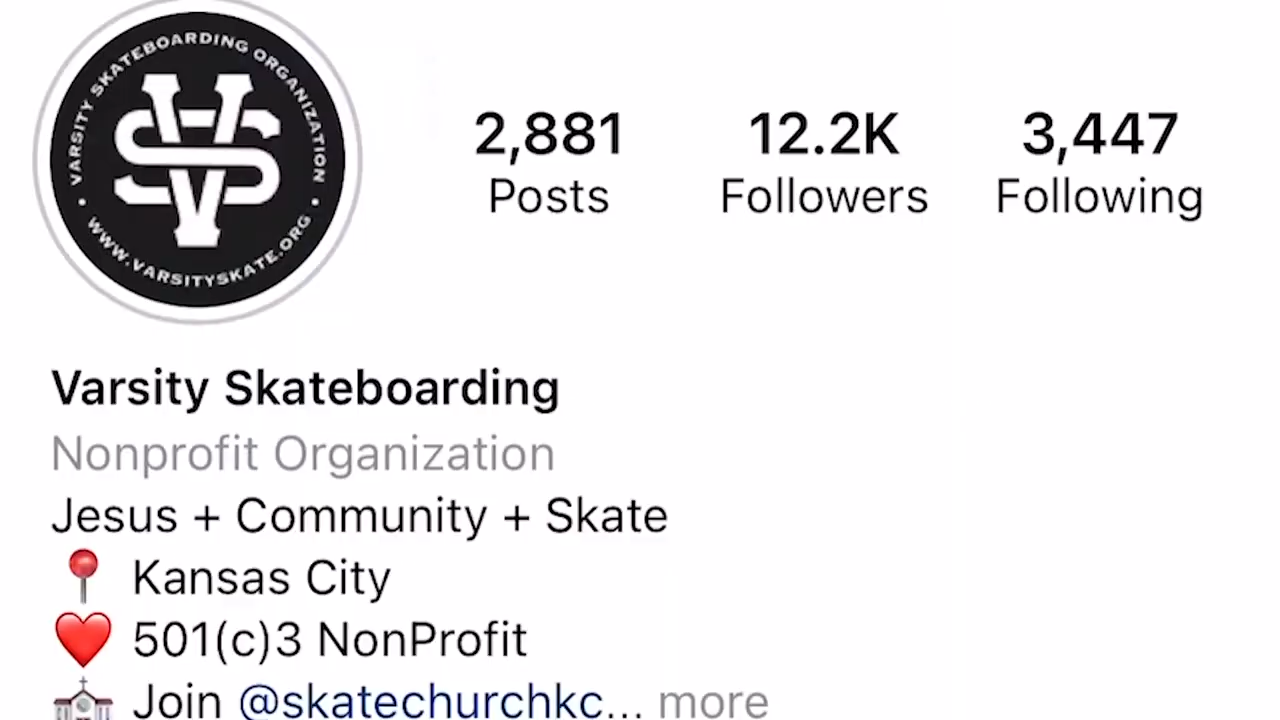 VARSITY SKATEBOARDING ORGANIZATION
VS
• WWW.VARSITYSKATE.ORG •
2,881 12.2K 3,447
Posts Followers Following
Varsity Skateboarding
Nonprofit Organization
Jesus + Community + Skate
📍 Kansas City
❤️ 501(c)3 NonProfit
⛪ Join @skatechurchkc... more